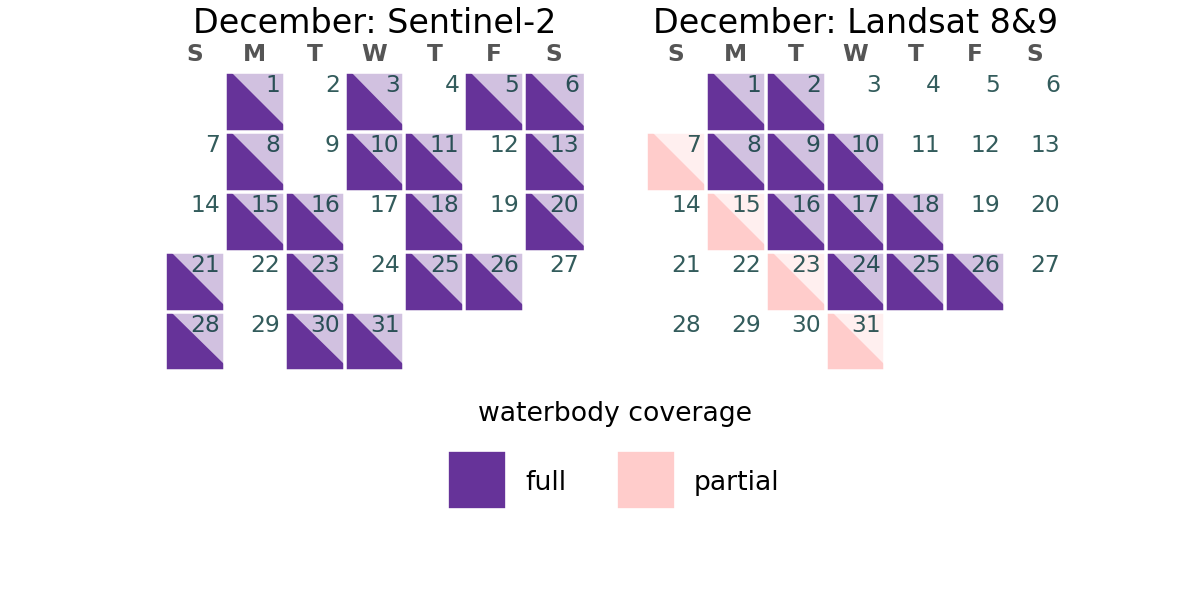 December: Sentinel-2
S M T W T F S
1 2 3 4 5 6
7 8 9 10 11 12 13
14 15 16 17 18 19 20
21 22 23 24 25 26 27
28 29 30 31
December: Landsat 8&9
S M T W T F S
1 2 3 4 5 6
7 8 9 10 11 12 13
14 15 16 17 18 19 20
21 22 23 24 25 26 27
28 29 30 31
waterbody coverage
full partial